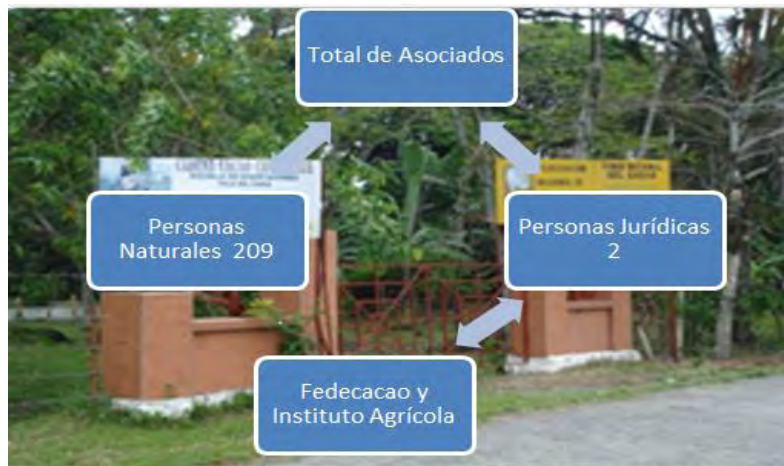 Total de Asociados
Personas
Naturales 209
Personas Jurídicas
2
Fedecacao y
Instituto Agrícola